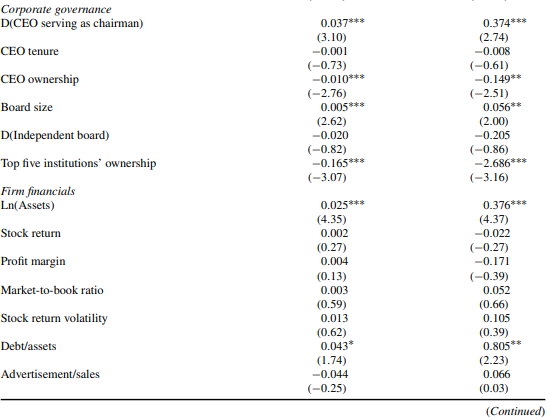 Corporate governance
D(CEO serving as chairman) 0.037*** 0.374***
(3.10) (2.74)
CEO tenure −0.001 −0.008
(−0.73) (−0.61)
CEO ownership −0.010*** −0.149**
(−2.76) (−2.51)
Board size 0.005*** 0.056**
(2.62) (2.00)
D(Independent board) −0.020 −0.205
(−0.82) (−0.86)
Top five institutions' ownership −0.165*** −2.686***
(−3.07) (−3.16)
Firm financials
Ln(Assets) 0.025*** 0.376***
(4.35) (4.37)
Stock return 0.002 −0.022
(0.27) (−0.27)
Profit margin 0.004 −0.171
(0.13) (−0.39)
Market-to-book ratio 0.003 0.052
(0.59) (0.66)
Stock return volatility 0.013 0.105
(0.62) (0.39)
Debt/assets 0.043* 0.805**
(1.74) (2.23)
Advertisement/sales −0.044 0.066
(−0.25) (0.03)
(Continued)